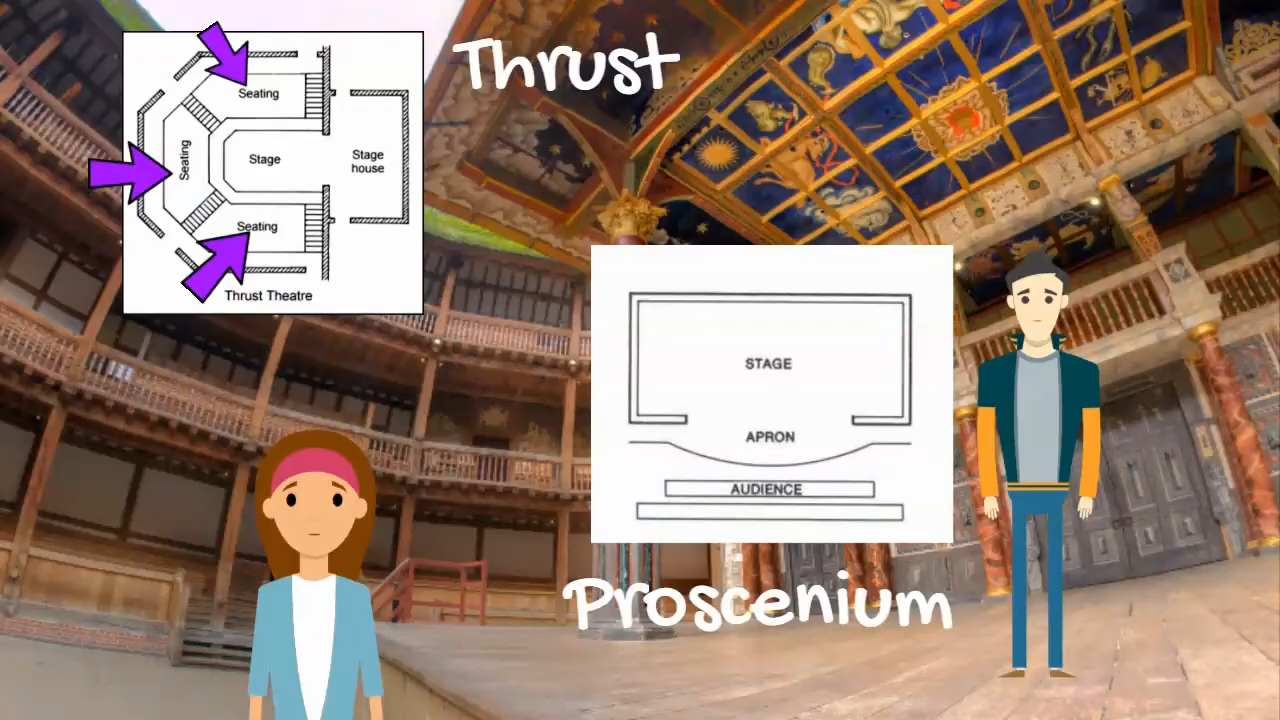 Thrust
Seating
Seating
Stage
Stage
house
Seating
Thrust Theatre
STAGE
APRON
AUDIENCE
Proscenium